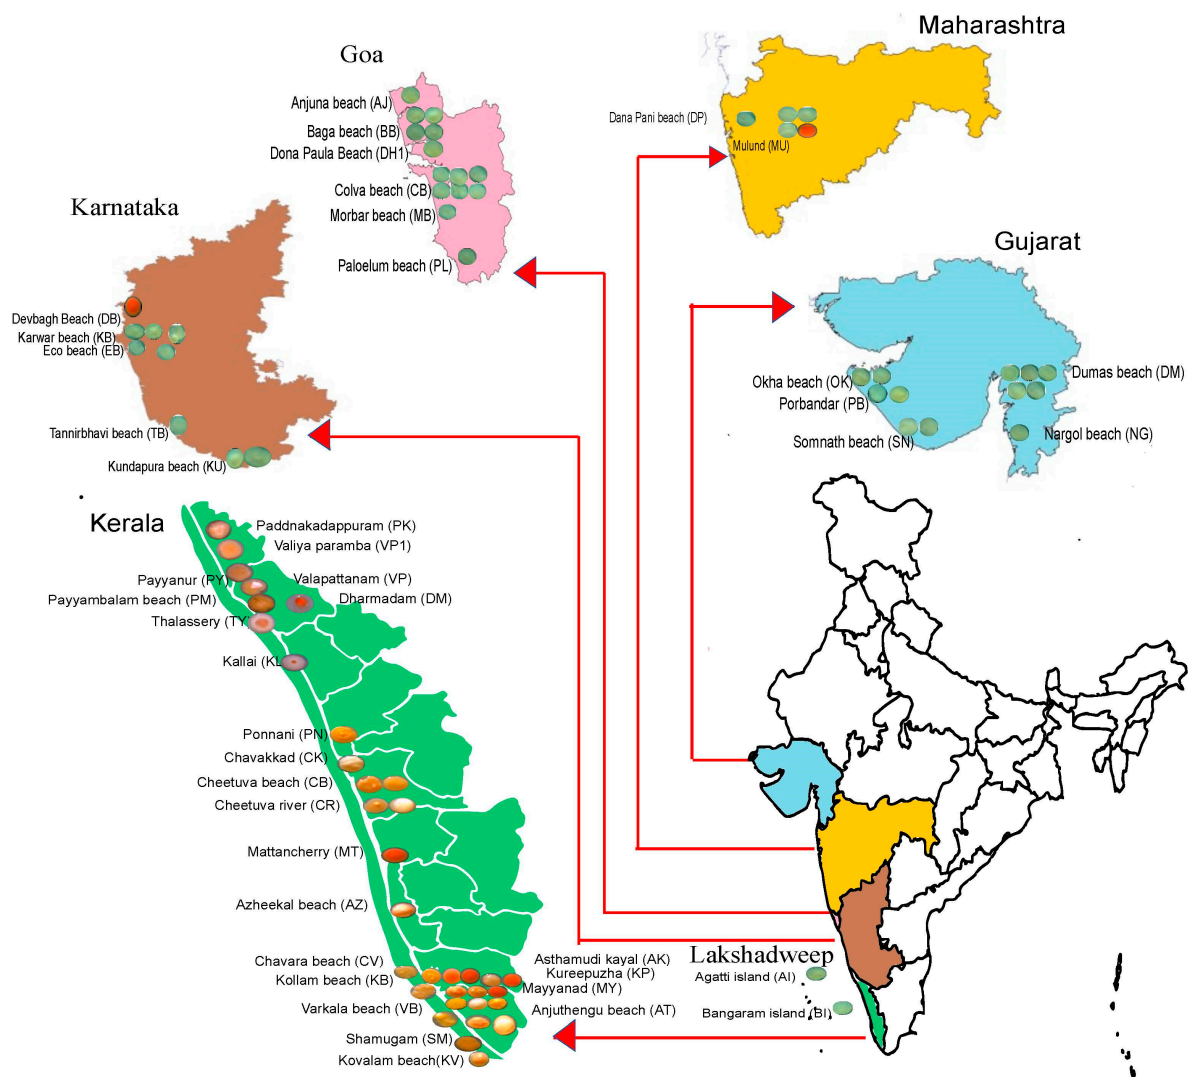 Maharashtra
Dana Pani beach (DP)
Mulund (MU)
Goa
Anjuna beach (AJ)
Baga beach (BB)
Dona Paula Beach (DH1)
Colva beach (CB)
Morbar beach (MB)
Paloelum beach (PL)
Karnataka
Devbagh Beach (DB)
Karwar beach (KB)
Eco beach (EB)
Tannirbhavi beach (TB)
Kundapura beach (KU)
Gujarat
Okha beach (OK)
Porbandar (PB)
Somnath beach (SN)
Dumas beach (DM)
Nargol beach (NG)
Kerala
Paddnakadappuram (PK)
Valiya paramba (VP1)
Payyanur (PY)
Valapattanam (VP)
Payyambalam beach (PM)
Dharmadam (DM)
Thalassery (TY)
Kallai (KL
Ponnani (PN)
Chavakkad (CK)
Cheetuva beach (CB)
Cheetuva river (CR)
Mattancherry (MT)
Azheekal beach (AZ)
Chavara beach (CV)
Kollam beach (KB)
Varkala beach (VB)
Shamugam (SM)
Kovalam beach(KV)
Asthamudi kayal (AK)
Kureepuzha (KP)
Mayyanad (MY)
Anjuthengu beach (AT)
Lakshadweep
Agatti island (AI)
Bangaram island (BI)